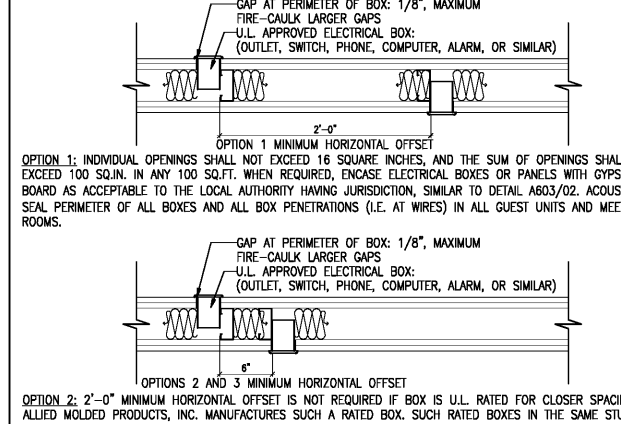 GAP AT PERIMETER OF BOX: 1/8", MAXIMUM
FIRE-CAULK LARGER GAPS
U.L. APPROVED ELECTRICAL BOX:
(OUTLET, SWITCH, PHONE, COMPUTER, ALARM, OR SIMILAR)
2'-0"
OPTION 1 MINIMUM HORIZONTAL OFFSET
OPTION 1: INDIVIDUAL OPENINGS SHALL NOT EXCEED 16 SQUARE INCHES, AND THE SUM OF OPENINGS SHAL
EXCEED 100 SQ.IN. IN ANY 100 SQ.FT. WHEN REQUIRED, ENCASE ELECTRICAL BOXES OR PANELS WITH GYPS
BOARD AS ACCEPTABLE TO THE LOCAL AUTHORITY HAVING JURISDICTION, SIMILAR TO DETAIL A603/02. ACOUS
SEAL PERIMETER OF ALL BOXES AND ALL BOX PENETRATIONS (I.E. AT WIRES) IN ALL GUEST UNITS AND MEE
ROOMS.
GAP AT PERIMETER OF BOX: 1/8", MAXIMUM
FIRE-CAULK LARGER GAPS
U.L. APPROVED ELECTRICAL BOX:
(OUTLET, SWITCH, PHONE, COMPUTER, ALARM, OR SIMILAR)
6"
OPTIONS 2 AND 3 MINIMUM HORIZONTAL OFFSET
OPTION 2: 2'-0" MINIMUM HORIZONTAL OFFSET IS NOT REQUIRED IF BOX IS U.L. RATED FOR CLOSER SPACI
ALLIED MOLDED PRODUCTS, INC. MANUFACTURES SUCH A RATED BOX. SUCH RATED BOXES IN THE SAME STU